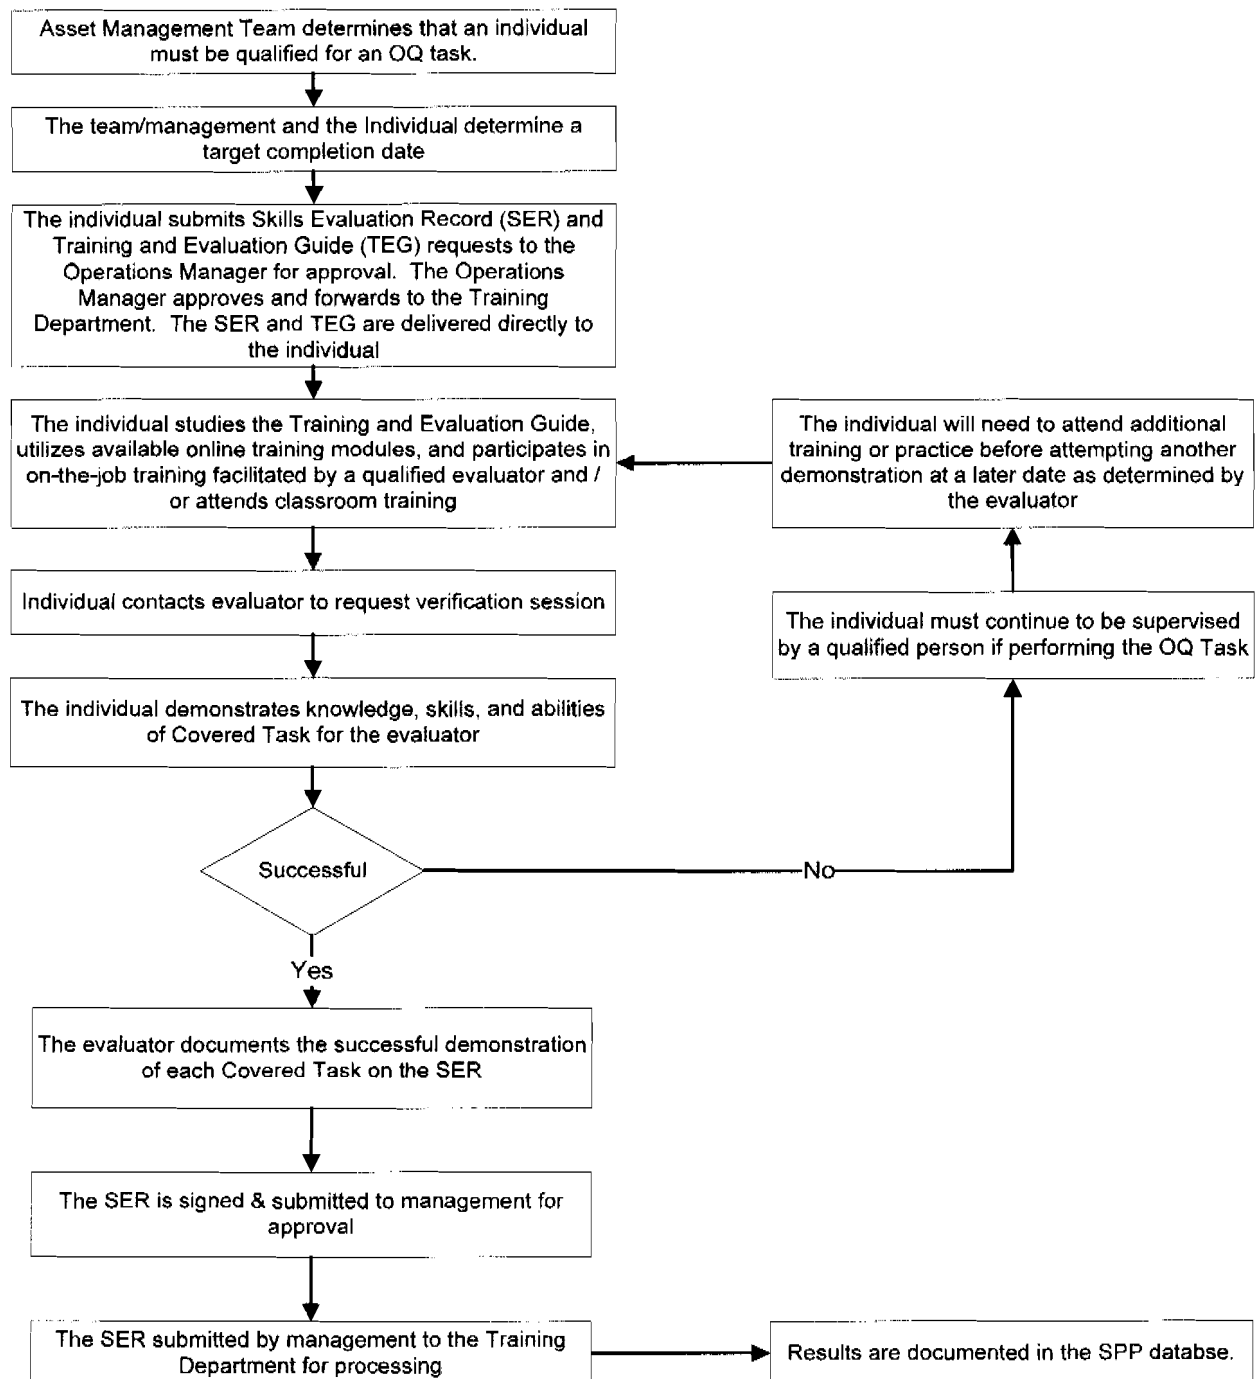 Asset Management Team determines that an individual
must be qualified for an OQ task.
The team/management and the Individual determine a
target completion date
The individual submits Skills Evaluation Record (SER) and
Training and Evaluation Guide (TEG) requests to the
Operations Manager for approval. The Operations
Manager approves and forwards to the Training
Department. The SER and TEG are delivered directly to
the individual
The individual studies the Training and Evaluation Guide,
utilizes available online training modules, and participates in
on-the-job training facilitated by a qualified evaluator and /
or attends classroom training
The individual will need to attend additional
training or practice before attempting another
demonstration at a later date as determined by
the evaluator
Individual contacts evaluator to request verification session
The individual must continue to be supervised
by a qualified person if performing the OQ Task
The individual demonstrates knowledge, skills, and abilities
of Covered Task for the evaluator
Successful
No
Yes
The evaluator documents the successful demonstration
of each Covered Task on the SER
The SER is signed & submitted to management for
approval
The SER submitted by management to the Training
Department for processing
Results are documented in the SPP databse.